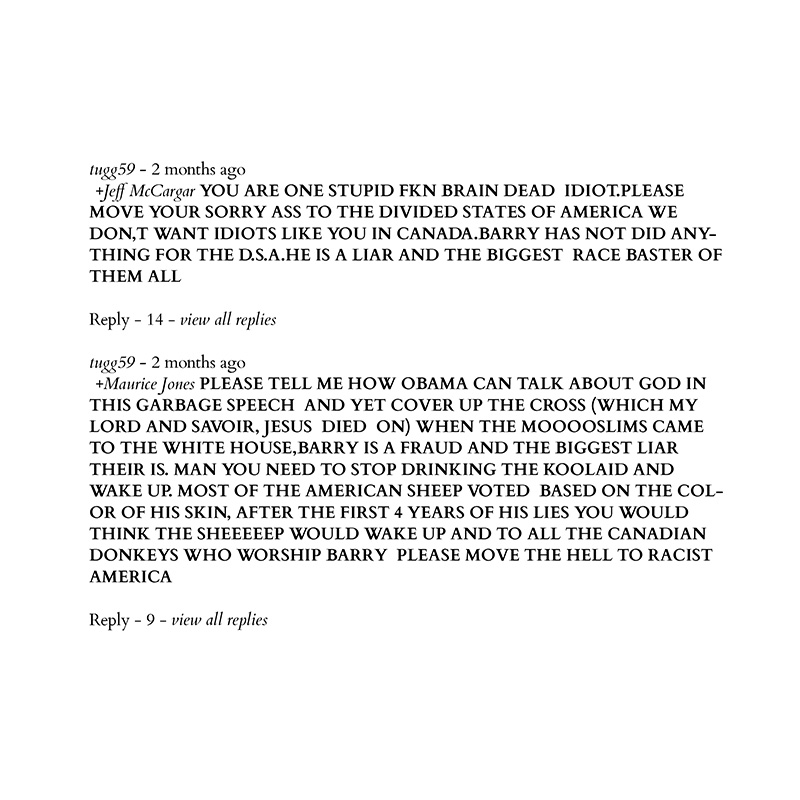 tugg59 - 2 months ago
+Jeff McCargar YOU ARE ONE STUPID FKN BRAIN DEAD  IDIOT.PLEASE
MOVE YOUR SORRY ASS TO THE DIVIDED STATES OF AMERICA WE
DON,T WANT IDIOTS LIKE YOU IN CANADA.BARRY HAS NOT DID ANY-
THING FOR THE D.S.A.HE IS A LIAR AND THE BIGGEST  RACE BASTER OF
THEM ALL
Reply - 14 - view all replies
tugg59 - 2 months ago
+Maurice Jones PLEASE TELL ME HOW OBAMA CAN TALK ABOUT GOD IN
THIS GARBAGE SPEECH  AND YET COVER UP THE CROSS (WHICH MY
LORD AND SAVOIR, JESUS  DIED  ON) WHEN THE MOOOOSLIMS CAME
TO THE WHITE HOUSE,BARRY IS A FRAUD AND THE BIGGEST LIAR
THEIR IS. MAN YOU NEED TO STOP DRINKING THE KOOLAID AND
WAKE UP. MOST OF THE AMERICAN SHEEP VOTED  BASED ON THE COL-
OR OF HIS SKIN, AFTER THE FIRST 4 YEARS OF HIS LIES YOU WOULD
THINK THE SHEEEEEP WOULD WAKE UP AND TO ALL THE CANADIAN
DONKEYS WHO WORSHIP BARRY  PLEASE MOVE THE HELL TO RACIST
AMERICA
Reply - 9 - view all replies